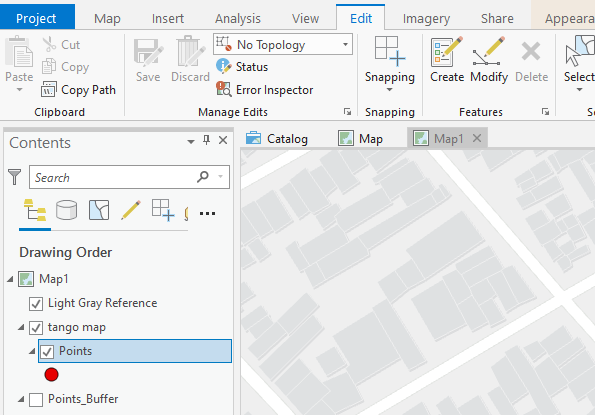 Project Map Insert Analysis View Edit Imagery Share Appeara
Paste Cut Copy Copy Path
Clipboard
Save Discard No Topology Status Error Inspector
Manage Edits
Snapping
Snapping
Create Modify Delete
Features
Select
Se
Contents
Search
Drawing Order
Map1
Light Gray Reference
tango map
Points
Points_Buffer
Catalog Map Map1